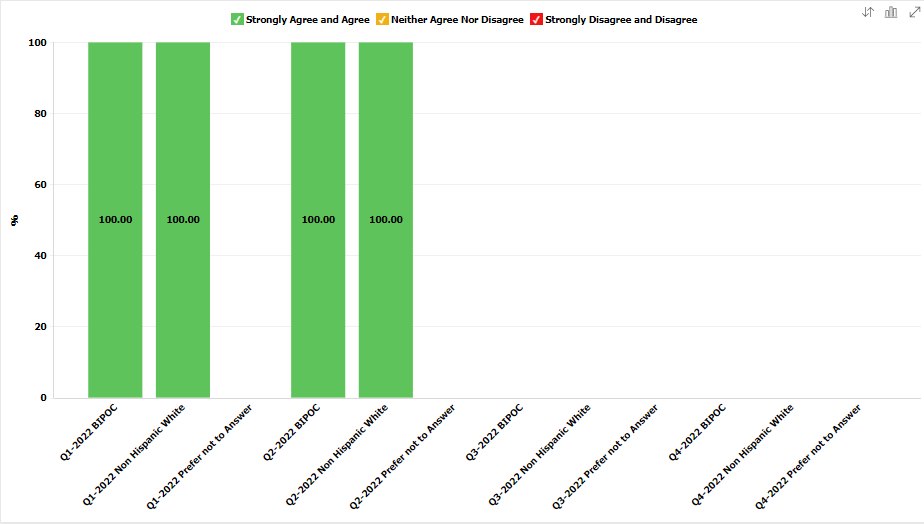 Strongly Agree and Agree Neither Agree Nor Disagree Strongly Disagree and Disagree
100
80
60
40
20
0
%
100.00 100.00 100.00 100.00
Q1-2022 BIPOC
Q1-2022 Non Hispanic White
Q1-2022 Prefer not to Answer
Q2-2022 BIPOC
Q2-2022 Non Hispanic White
Q2-2022 Prefer not to Answer
Q3-2022 BIPOC
Q3-2022 Non Hispanic White
Q3-2022 Prefer not to Answer
Q4-2022 BIPOC
Q4-2022 Non Hispanic White
Q4-2022 Prefer not to Answer